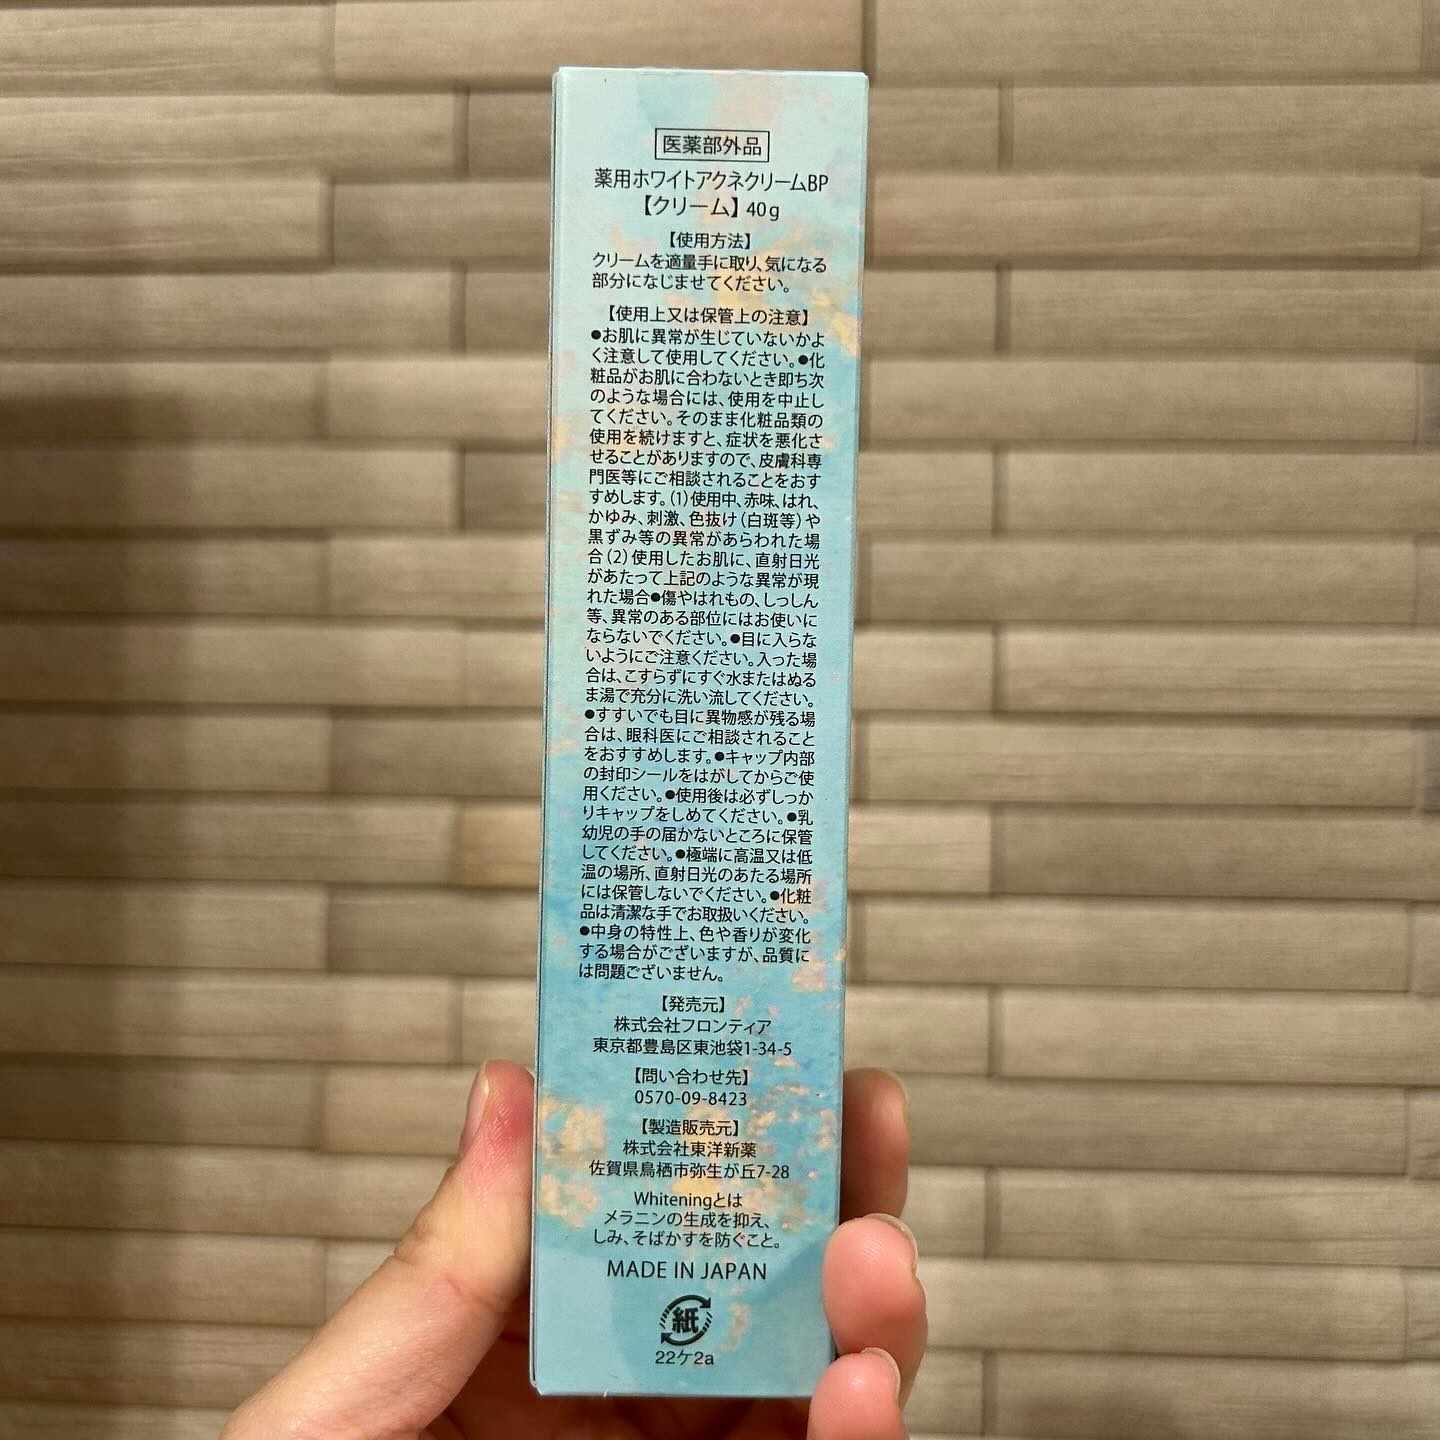 医薬部外品
薬用ホワイトアクネクリームBP
【クリーム】40g
【使用方法】
クリームを適量手に取り、気になる
部分になじませてください。
【使用上又は保管上の注意】
●お肌に異常が生じていないかよ
く注意して使用してください。●化
粧品がお肌に合わないとき即ち次
のような場合には、使用を中止し
てください。そのまま化粧品類の
使用を続けますと、症状を悪化さ
せることがありますので、皮膚科専
門医等にご相談されることをおす
すめします。(1)使用中、赤味、はれ、
かゆみ、刺激、色抜け(白斑等)や
黒ずみ等の異常があらわれた場
合(2)使用したお肌に、直射日光
があたって上記のような異常が現
れた場合●傷やはれもの、しっしん
等、異常のある部位にはお使いに
ならないでください。●目に入らな
いようにご注意ください。入った場
合は、こすらずにすぐ水またはぬる
ま湯で充分に洗い流してください。
●すすいでも目に異物感が残る場
合は、眼科医にご相談されること
をおすすめします。●キャップ内部
の封印シールをはがしてからご使
用ください。●使用後は必ずしっか
りキャップをしめてください。●乳
幼児の手の届かないところに保管
してください。●極端に高温又は低
温の場所、直射日光のあたる場所
には保管しないでください。●化粧
品は清潔な手でお取扱いください。
●中身の特性上、色や香りが変化
する場合がございますが、品質に
は問題ございません。
【発売元】
株式会社フロンティア
東京都豊島区東池袋1-34-5
【問い合わせ先】
0570-09-8423
【製造販売元】
株式会社東洋新薬
佐賀県鳥栖市弥生が丘7-28
Whiteningとは
メラニンの生成を抑え、
しみ、そばかすを防ぐこと。
MADE IN JAPAN
紙
22ケ2a